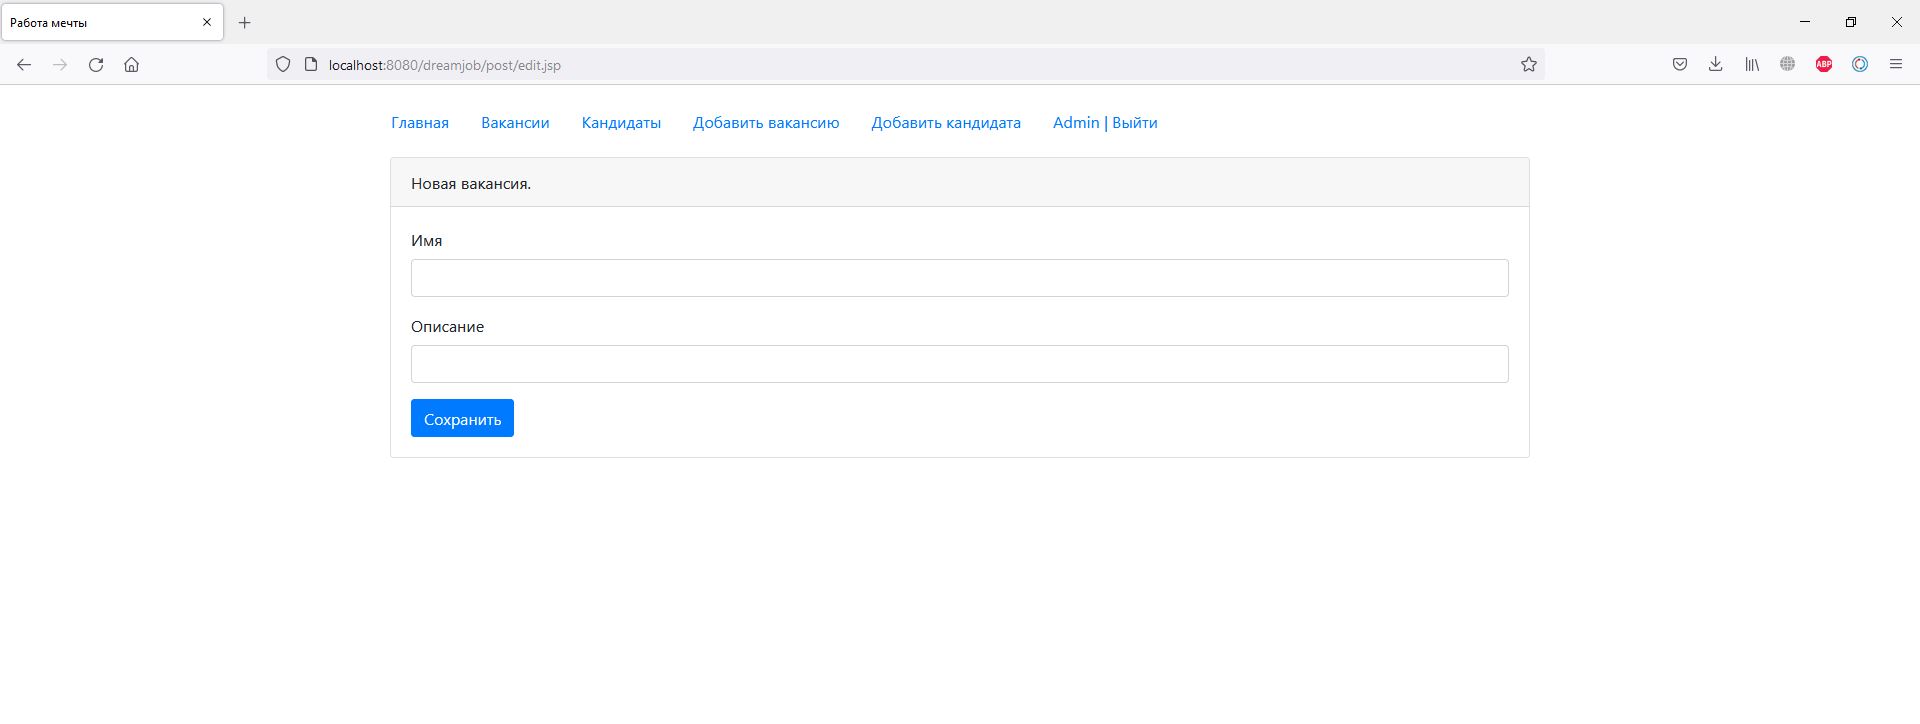 Работа мечты
localhost:8080/dreamjob/post/edit.jsp
ABP
Главная Вакансии Кандидаты Добавить вакансию Добавить кандидата Admin | Выйти
Новая вакансия.
Имя
Описание
Сохранить